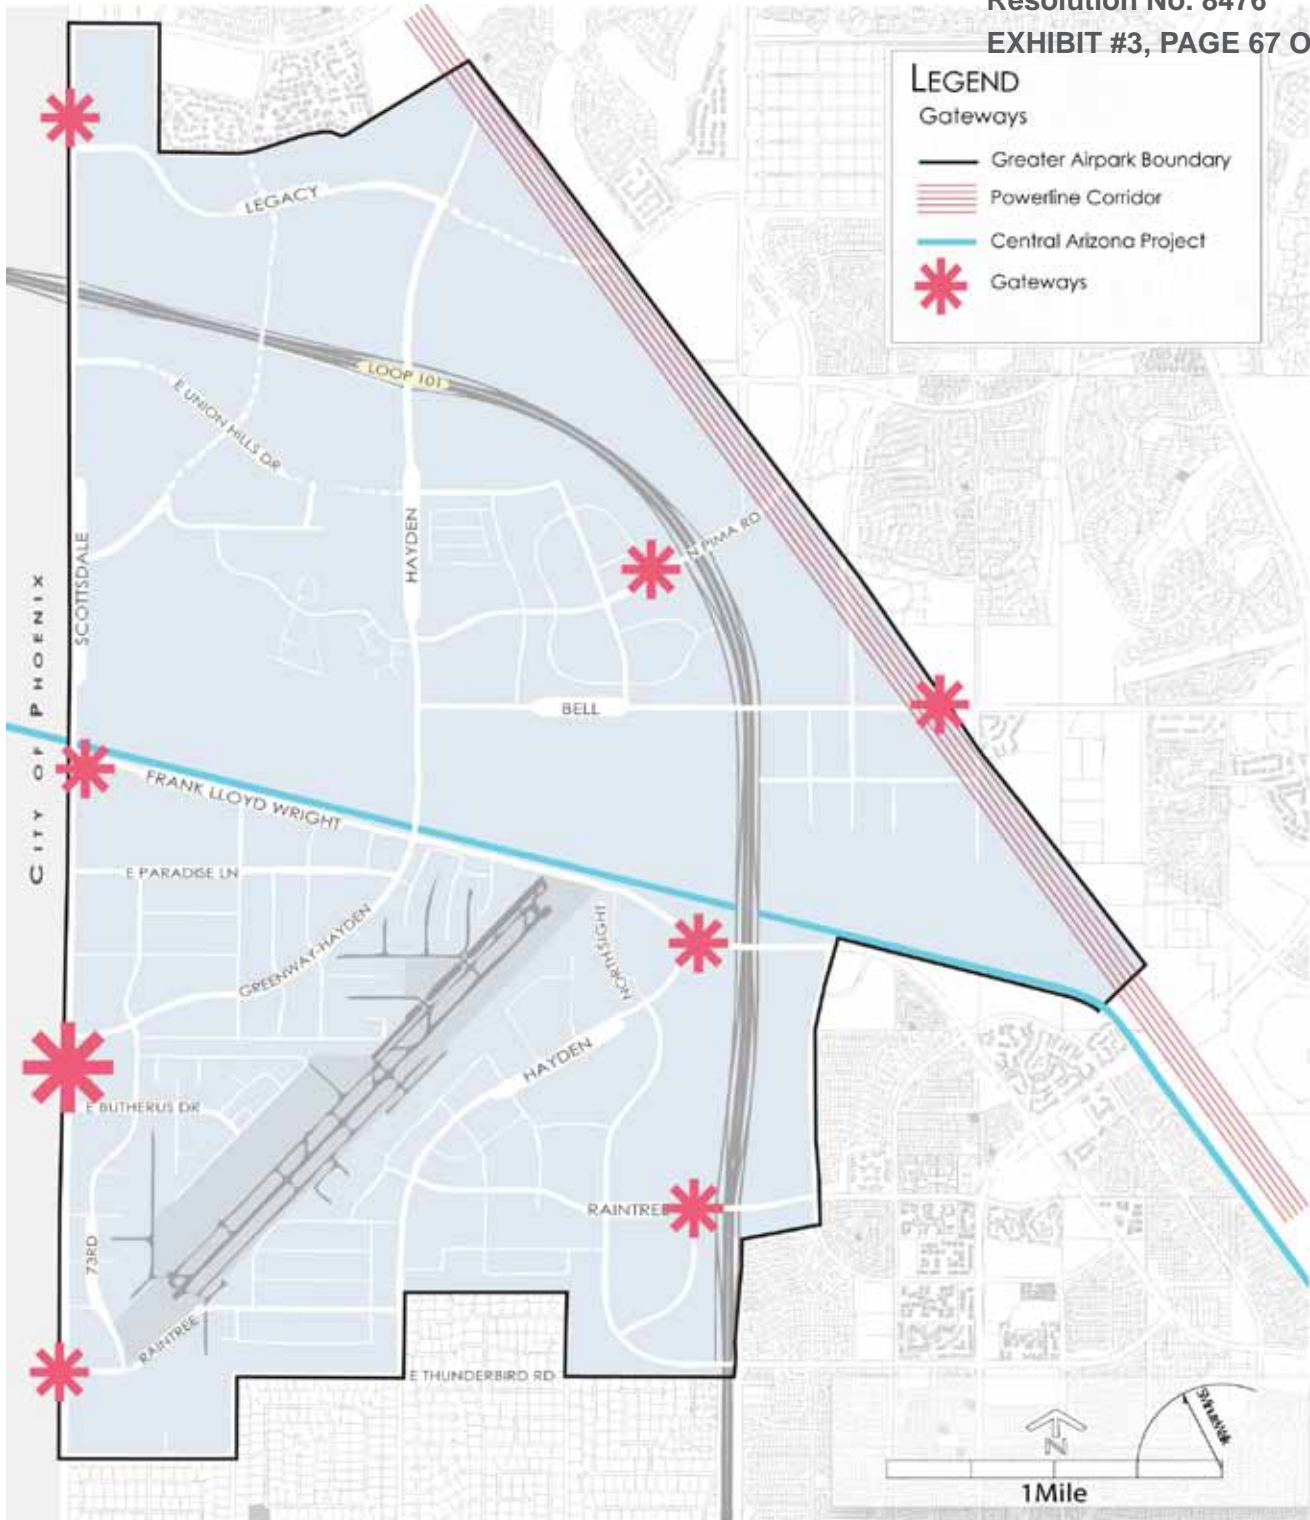 Resolution No. 8476
EXHIBIT #3, PAGE 67 O
LEGEND
Gateways
Greater Airpark Boundary
Powerline Corridor
Central Arizona Project
Gateways
LEGACY
LOOP 101
E UNION HILLS DR
HAYDEN
SCOTTSDALE
N PIMA RD
CITY OF PHOENIX
BELL
FRANK LLOYD WRIGHT
E PARADISE LN
GREENWAY-HAYDEN
NORTHSIGHT
HAYDEN
E BUTHERUS DR
RAINTREE
73RD
RAINTREE
E THUNDERBIRD RD
N
5MinuteWalk
1Mile